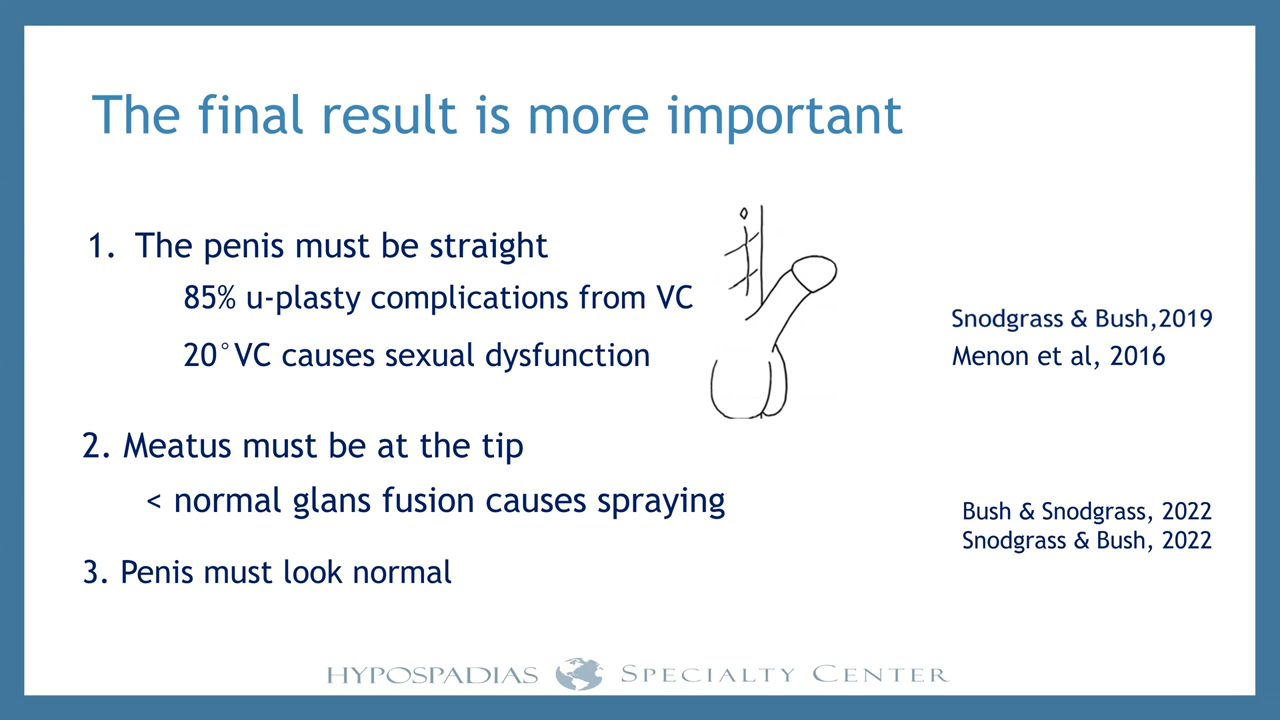 The final result is more important
1. The penis must be straight
85% u-plasty complications from VC
20°VC causes sexual dysfunction
Snodgrass & Bush,2019
Menon et al, 2016
2. Meatus must be at the tip
< normal glans fusion causes spraying
Bush & Snodgrass, 2022
Snodgrass & Bush, 2022
3. Penis must look normal
HYPOSPADIAS SPECIALTY CENTER